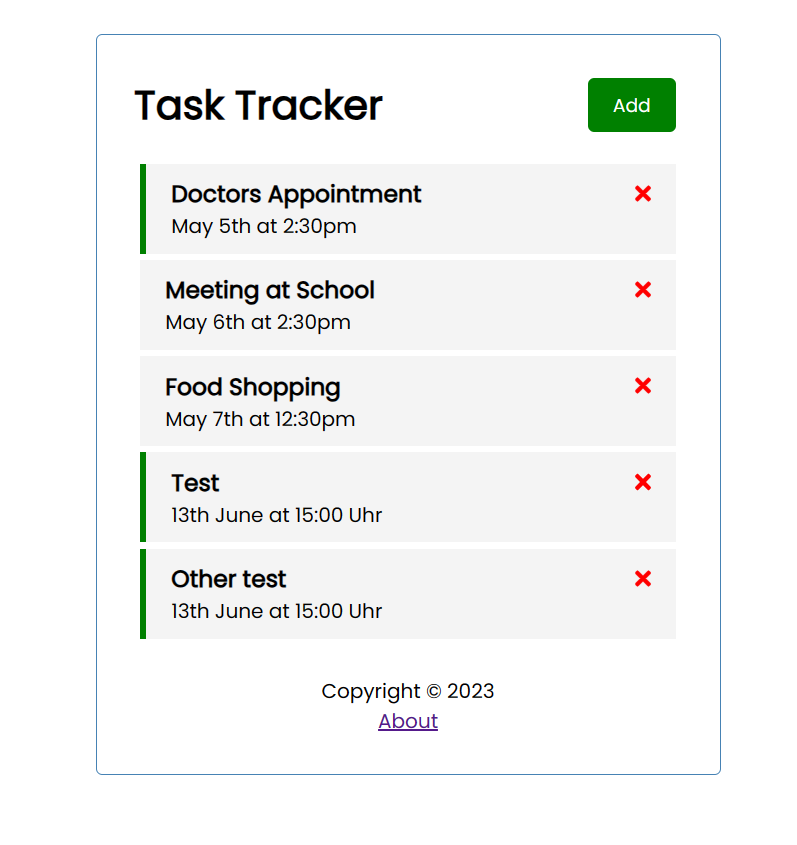 Task Tracker
Add
Doctors Appointment
May 5th at 2:30pm
Meeting at School
May 6th at 2:30pm
Food Shopping
May 7th at 12:30pm
Test
13th June at 15:00 Uhr
Other test
13th June at 15:00 Uhr
Copyright © 2023
About